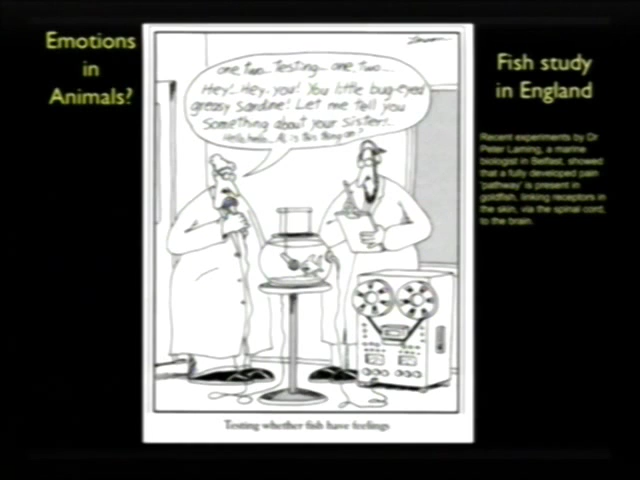 Emotions
in
Animals?
one, two... Testing... one, two...
Hey!.. Hey, you! You little bug-eyed
greasy sardine! Let me tell you
something about your sister!..
Hello, hello... Al, is this thing on?
Testing whether fish have feelings
Fish study
in England
Recent experiments by Dr
Peter Laming, a marine
biologist in Belfast, showed
that a fully developed pain
'pathway' is present in
goldfish, linking receptors in
the skin, via the spinal cord,
to the brain.